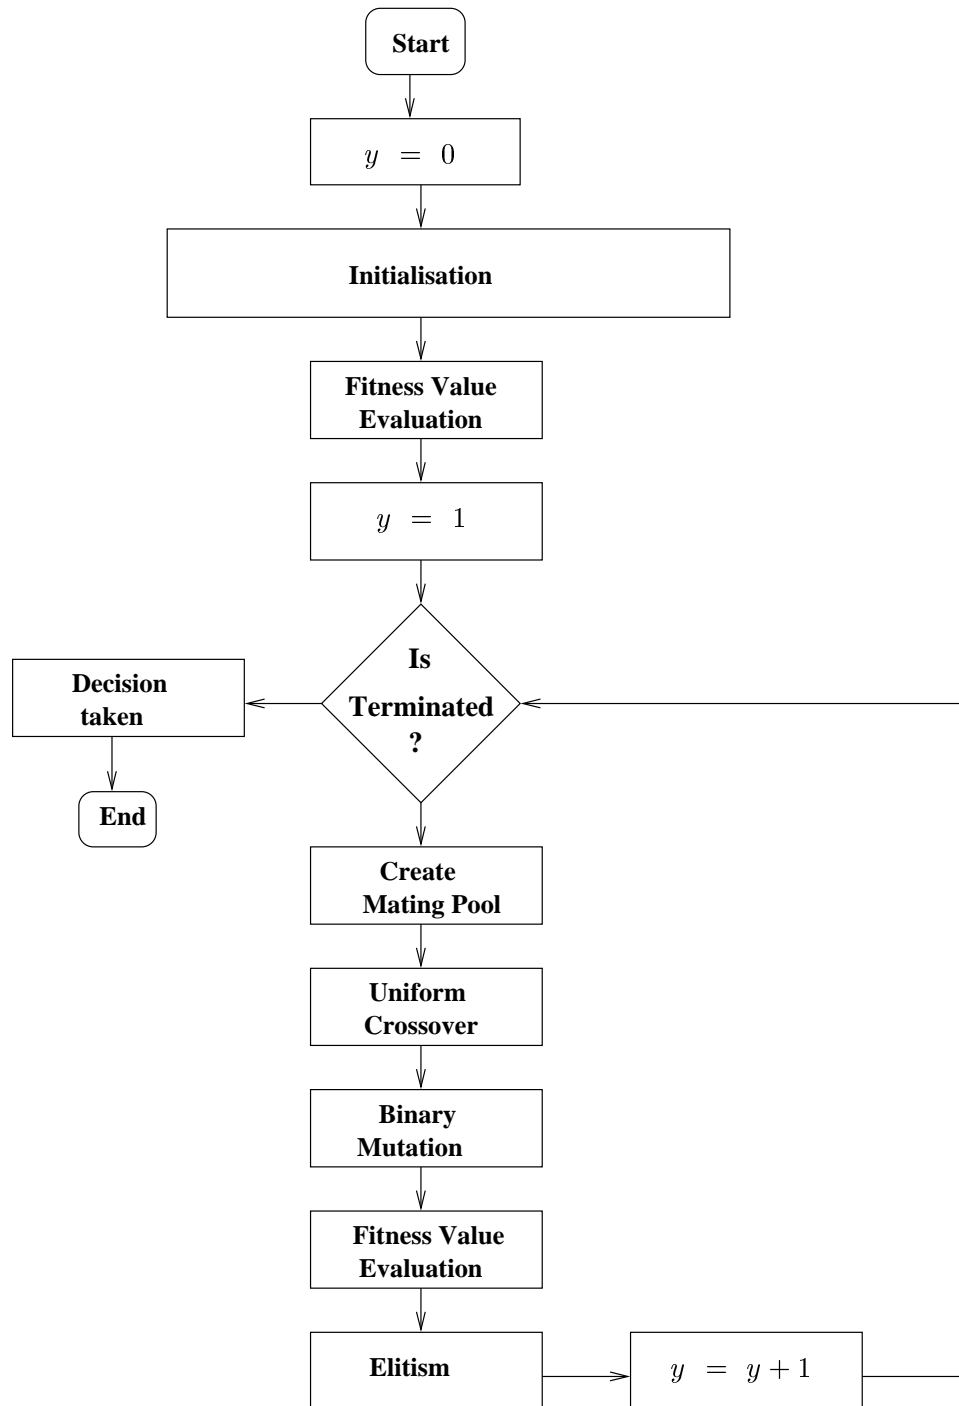 Start
y = 0
Initialisation
Fitness Value
Evaluation
y = 1
Is
Terminated
?
Decision
taken
End
Create
Mating Pool
Uniform
Crossover
Binary
Mutation
Fitness Value
Evaluation
Elitism
y = y + 1